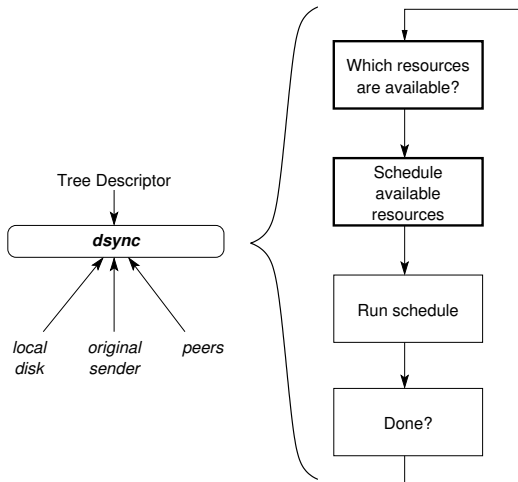 Tree Descriptor
dsync
local
disk
original
sender
peers
Which resources
are available?
Schedule
available
resources
Run schedule
Done?